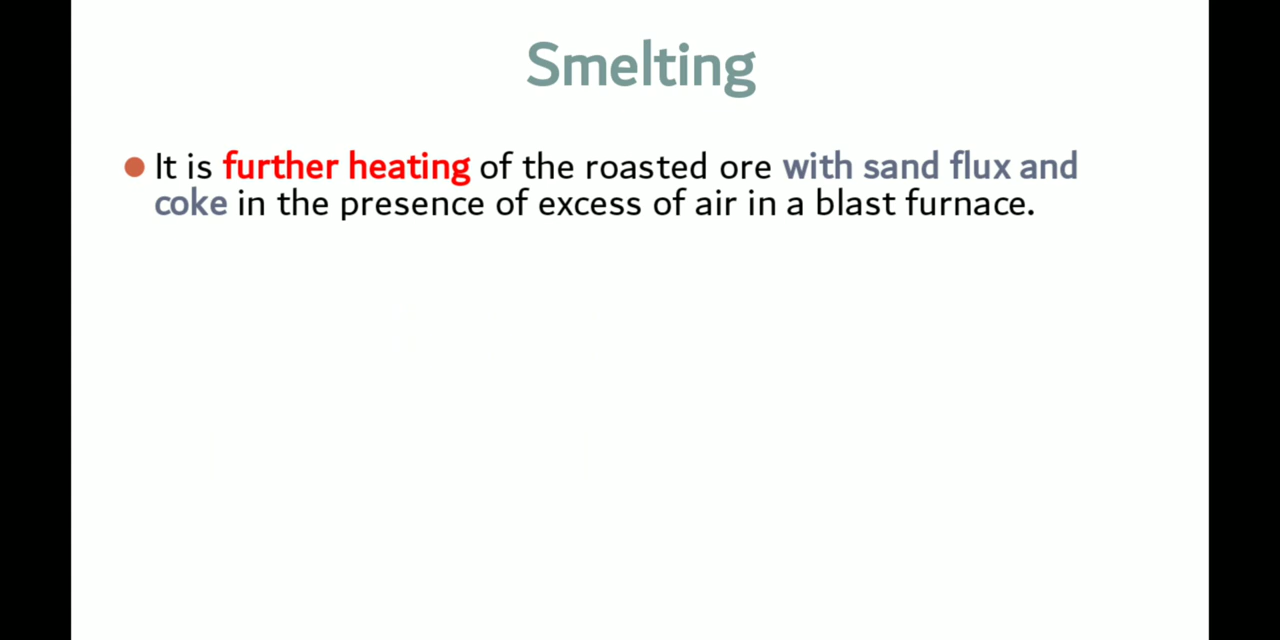 Smelting
It is further heating of the roasted ore with sand flux and
coke in the presence of excess of air in a blast furnace.